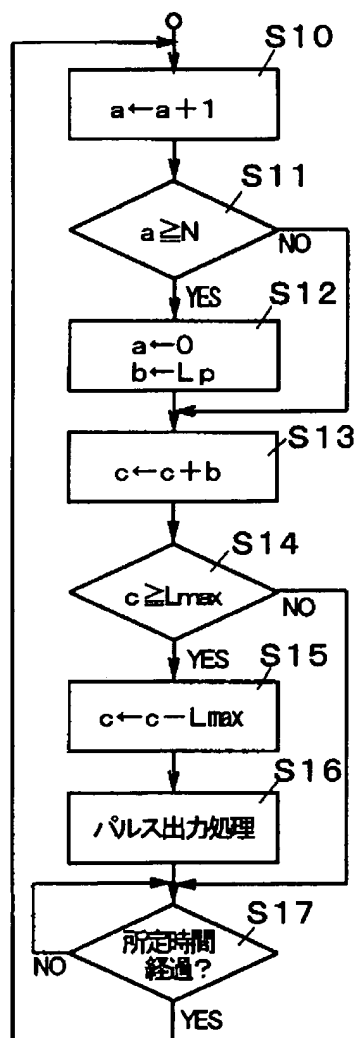 S10
a←a+1
S11
a≧N
NO
YES
S12
a←0
b←Lp
S13
c←c+b
S14
c≧Lmax
NO
YES
S15
c←c−Lmax
S16
パルス出力処理
S17
所定時間
経過?
NO
YES